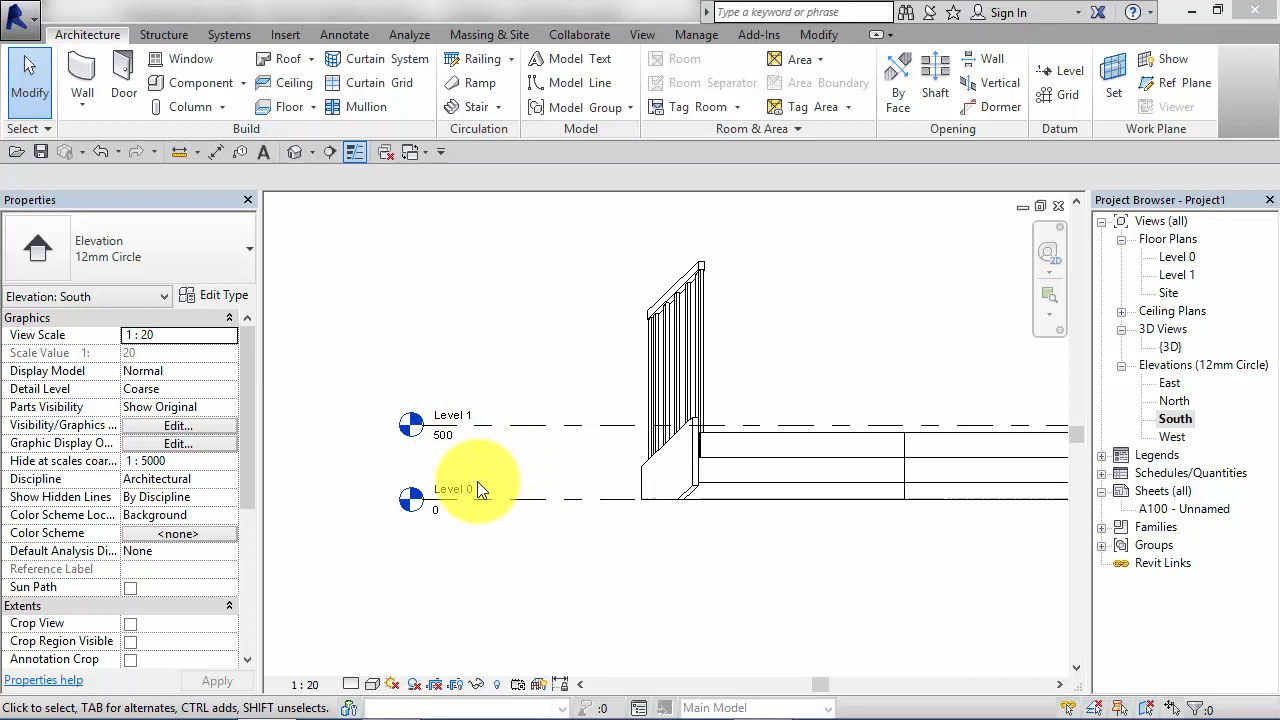 Type a keyword or phrase
Sign In
Architecture Structure Systems Insert Annotate Analyze Massing & Site Collaborate View Manage Add-Ins Modify
Modify
Wall
Door
Window
Component
Column
Roof
Ceiling
Floor
Curtain System
Curtain Grid
Mullion
Railing
Ramp
Stair
Model Text
Model Line
Model Group
Room
Room Separator
Tag Room
Area
Area Boundary
Tag Area
By
Face
Shaft
Wall
Vertical
Dormer
Level
Grid
Set
Show
Ref Plane
Viewer
Select Build Circulation Model Room & Area Opening Datum Work Plane
Properties
Elevation
12mm Circle
Elevation: South
Edit Type
Graphics
View Scale 1 : 20
Scale Value 1: 20
Display Model Normal
Detail Level Coarse
Parts Visibility Show Original
Visibility/Graphics ... Edit...
Graphic Display O... Edit...
Hide at scales coar... 1 : 5000
Discipline Architectural
Show Hidden Lines By Discipline
Color Scheme Loc... Background
Color Scheme <none>
Default Analysis Di... None
Reference Label
Sun Path
Extents
Crop View
Crop Region Visible
Annotation Crop
Properties help
Apply
Level 1
500
Level 0
0
2D
1 : 20
Project Browser - Project1
Views (all)
Floor Plans
Level 0
Level 1
Site
Ceiling Plans
3D Views
{3D}
Elevations (12mm Circle)
East
North
South
West
Legends
Schedules/Quantities
Sheets (all)
A100 - Unnamed
Families
Groups
Revit Links
Click to select, TAB for alternates, CTRL adds, SHIFT unselects.
:0
Main Model
:0